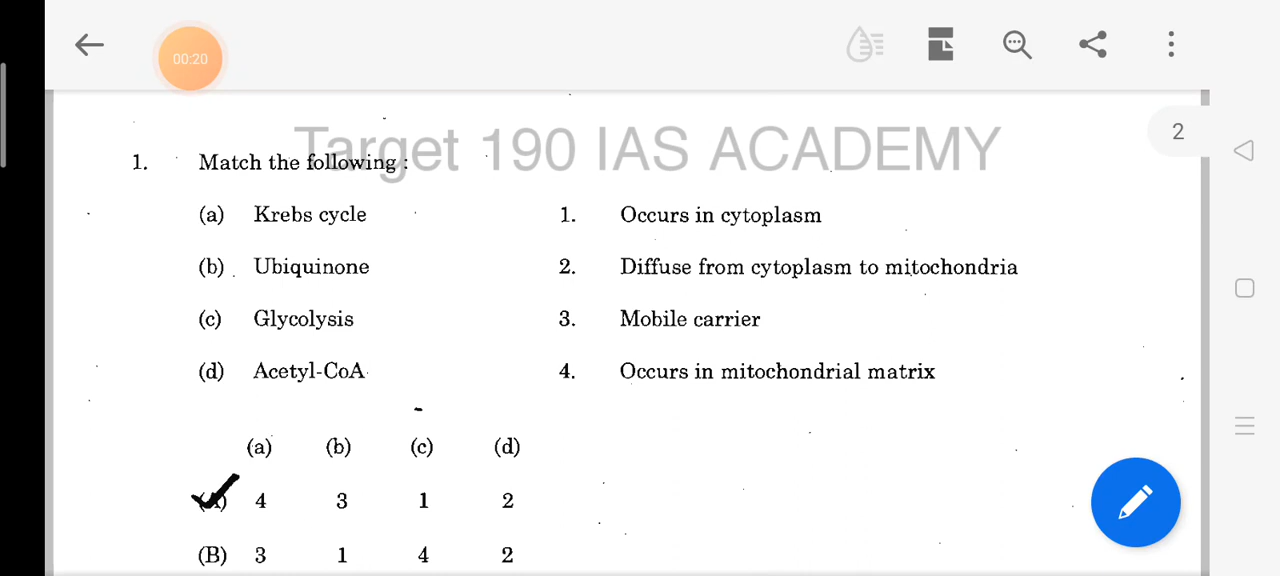 00:20
Target 190 IAS ACADEMY
2
1. Match the following :
(a) Krebs cycle 1. Occurs in cytoplasm
(b) Ubiquinone 2. Diffuse from cytoplasm to mitochondria
(c) Glycolysis 3. Mobile carrier
(d) Acetyl-CoA 4. Occurs in mitochondrial matrix
(a) (b) (c) (d)
(A) 4 3 1 2
(B) 3 1 4 2